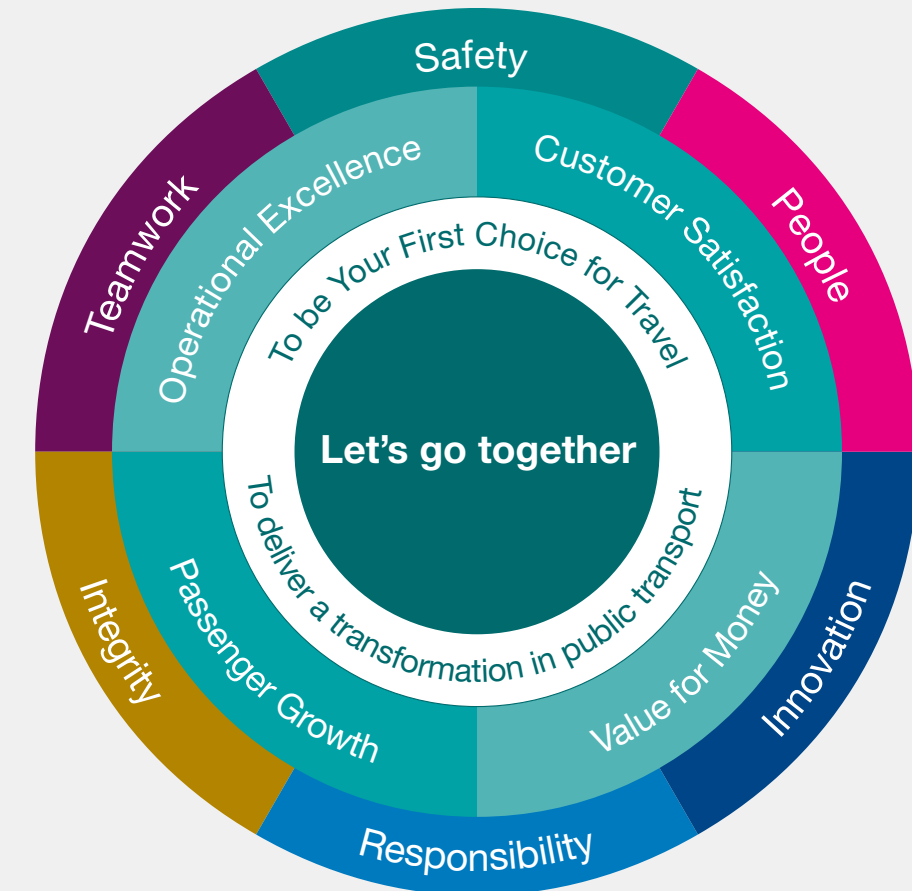 Safety
People
Innovation
Responsibility
Integrity
Teamwork
Operational Excellence
Customer Satisfaction
Value for Money
Passenger Growth
To be Your First Choice for Travel
To deliver a transformation in public transport
Let’s go together